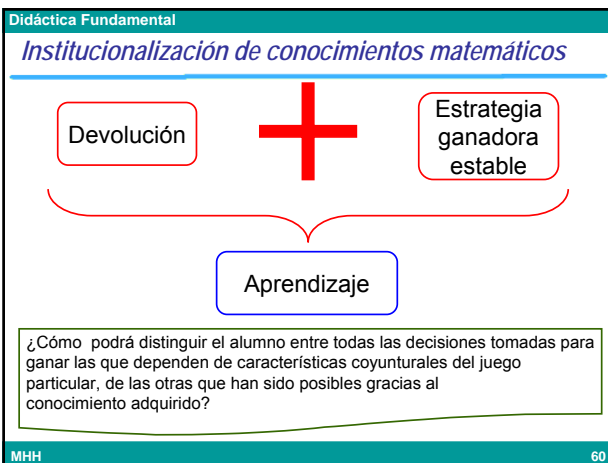 Didáctica Fundamental
Institucionalización de conocimientos matemáticos
Devolución
Estrategia
ganadora
estable
Aprendizaje
¿Cómo podrá distinguir el alumno entre todas las decisiones tomadas para
ganar las que dependen de características coyunturales del juego
particular, de las otras que han sido posibles gracias al
conocimiento adquirido?
MHH 60